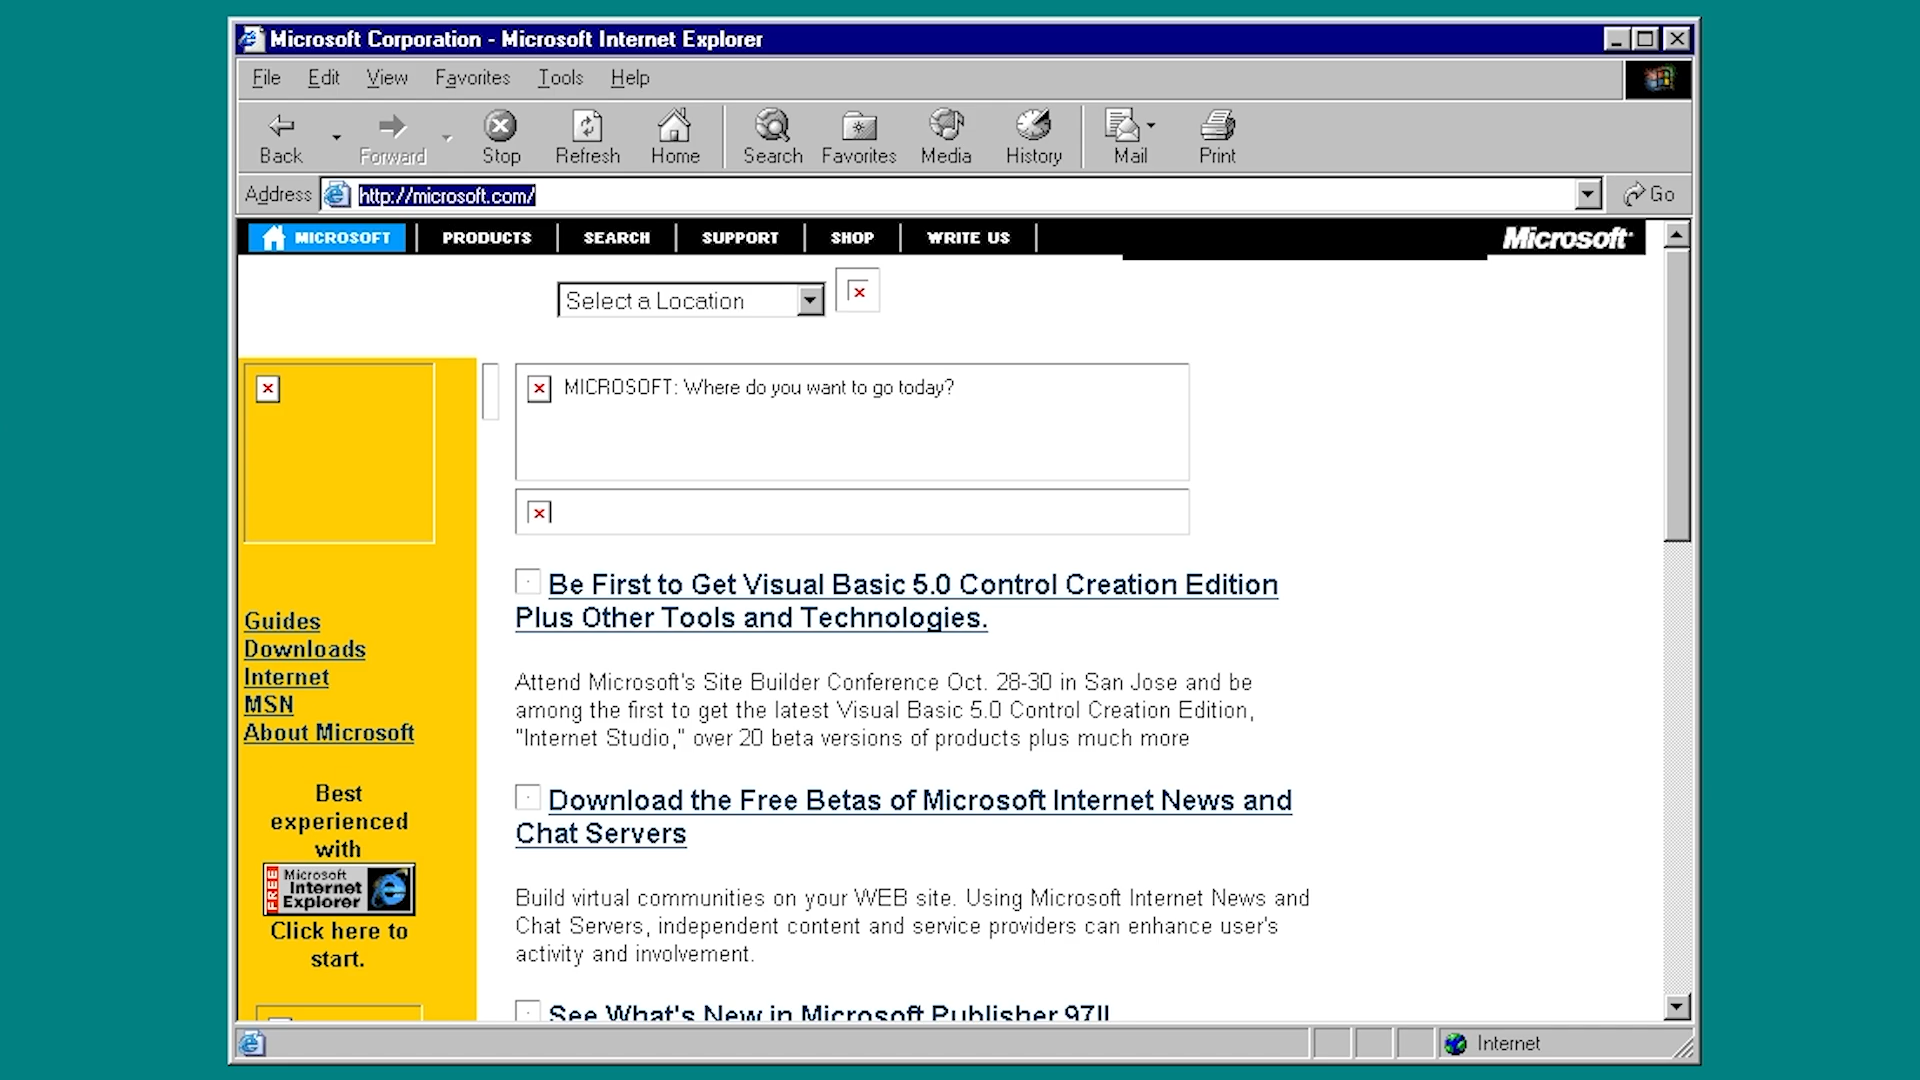 Microsoft Corporation - Microsoft Internet Explorer
File Edit View Favorites Tools Help
Back Forward Stop Refresh Home Search Favorites Media History Mail Print
Address http://microsoft.com/ Go
MICROSOFT PRODUCTS SEARCH SUPPORT SHOP WRITE US Microsoft
Select a Location
MICROSOFT: Where do you want to go today?
Guides
Downloads
Internet
MSN
About Microsoft
Best
experienced
with
FREE
Microsoft
Internet
Explorer
Click here to
start.
Be First to Get Visual Basic 5.0 Control Creation Edition
Plus Other Tools and Technologies.
Attend Microsoft's Site Builder Conference Oct. 28-30 in San Jose and be
among the first to get the latest Visual Basic 5.0 Control Creation Edition,
"Internet Studio," over 20 beta versions of products plus much more
Download the Free Betas of Microsoft Internet News and
Chat Servers
Build virtual communities on your WEB site. Using Microsoft Internet News and
Chat Servers, independent content and service providers can enhance user's
activity and involvement.
See What's New in Microsoft Publisher 97!!
Internet